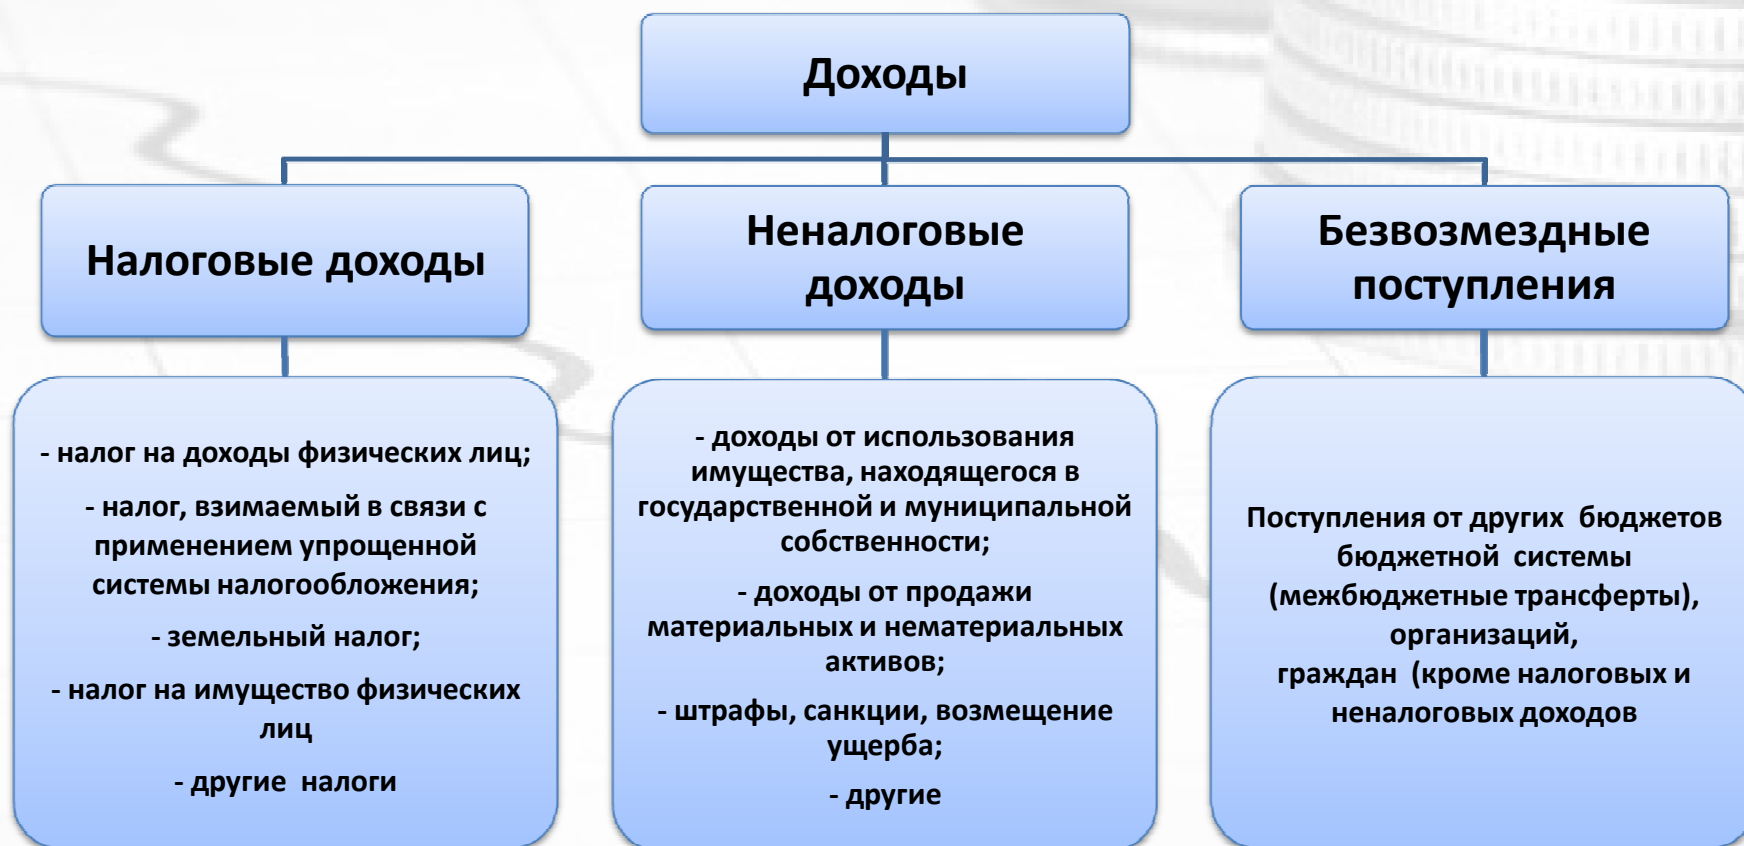 Доходы
Налоговые доходы
Неналоговые
доходы
Безвозмездные
поступления
- налог на доходы физических лиц;
- налог, взимаемый в связи с
применением упрощенной
системы налогообложения;
- земельный налог;
- налог на имущество физических
лиц
- другие налоги
- доходы от использования
имущества, находящегося в
государственной и муниципальной
собственности;
- доходы от продажи
материальных и нематериальных
активов;
- штрафы, санкции, возмещение
ущерба;
- другие
Поступления от других бюджетов
бюджетной системы
(межбюджетные трансферты),
организаций,
граждан (кроме налоговых и
неналоговых доходов